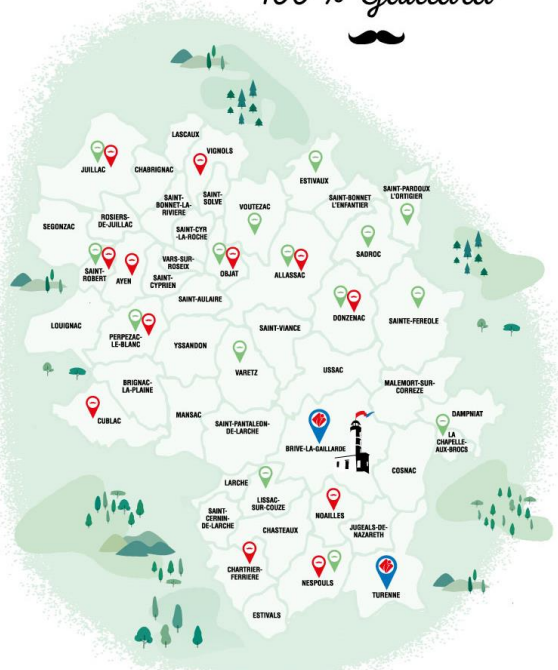 100 % Gaillard
LASCAUX
VIGNOLS
JUILLAC
CHABRIGNAC
ESTIVAUX
SAINT-
BONNET-LA-
RIVIERE
SAINT-
SOLVE
VOUTEZAC
SAINT-BONNET
L'ENFANTIER
SAINT-PARDOUX
L'ORTIGIER
SEGONZAC
ROSIERS-
DE-JUILLAC
SAINT-CYR
-LA-ROCHE
SADROC
SAINT-
ROBERT
AYEN
VARS-SUR-
ROSEIX
SAINT-
CYPRIEN
OBJAT
ALLASSAC
SAINT-AULAIRE
LOUIGNAC
PERPEZAC-
LE-BLANC
YSSANDON
SAINT-VIANCE
DONZENAC
SAINTE-FEREOLE
VARETZ
USSAC
BRIGNAC-
LA-PLAINE
MALEMORT-SUR-
CORREZE
CUBLAC
MANSAC
SAINT-PANTALEON-
DE-LARCHE
BRIVE-LA-GAILLARDE
DAMPNIAT
LA
CHAPELLE-
AUX-BROCS
COSNAC
LARCHE
LISSAC-
SUR-COUZE
SAINT-
CERNIN-
DE-LARCHE
NOAILLES
CHASTEAUX
JUGEALS-DE-
NAZARETH
CHARTRIER-
FERRIERE
NESPOULS
TURENNE
ESTIVALS